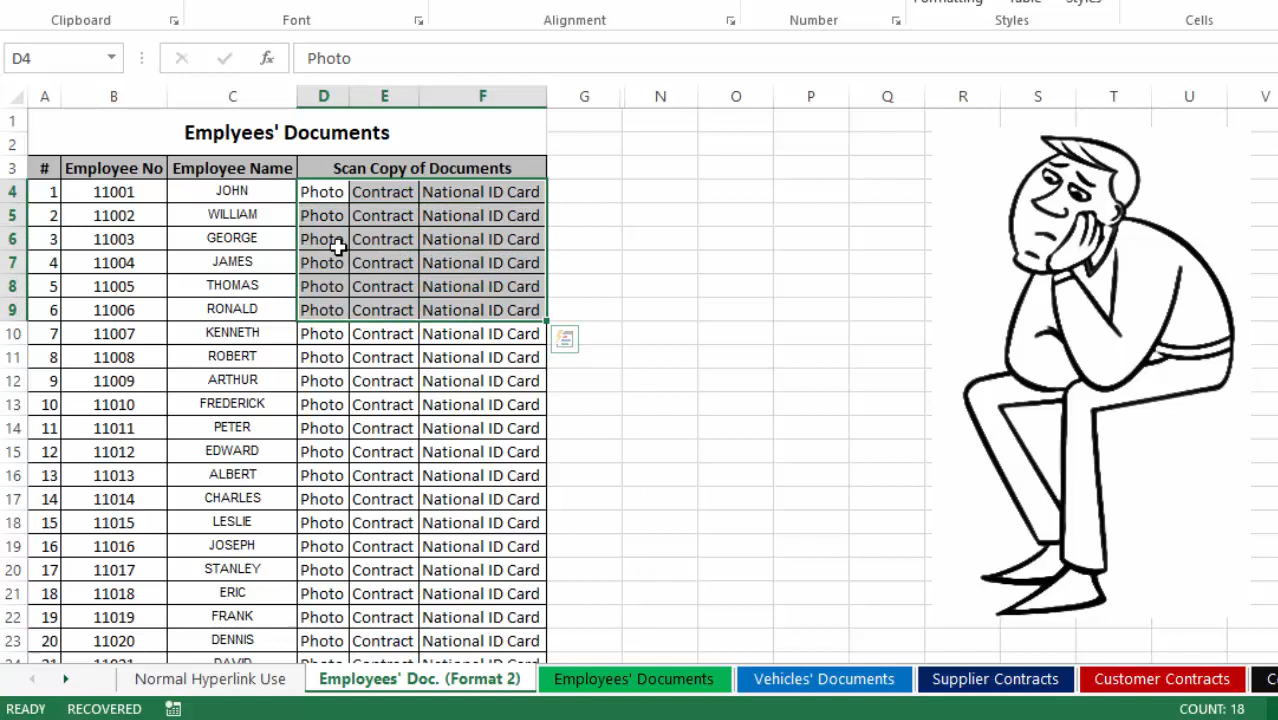 Formatting Table Styles
Clipboard Font Alignment Number Styles Cells
D4 fx Photo
A B C D E F G N O P Q R S T U V
1 Emplyees' Documents
2
3 # Employee No Employee Name Scan Copy of Documents
4 1 11001 JOHN Photo Contract National ID Card
5 2 11002 WILLIAM Photo Contract National ID Card
6 3 11003 GEORGE Photo Contract National ID Card
7 4 11004 JAMES Photo Contract National ID Card
8 5 11005 THOMAS Photo Contract National ID Card
9 6 11006 RONALD Photo Contract National ID Card
10 7 11007 KENNETH Photo Contract National ID Card
11 8 11008 ROBERT Photo Contract National ID Card
12 9 11009 ARTHUR Photo Contract National ID Card
13 10 11010 FREDERICK Photo Contract National ID Card
14 11 11011 PETER Photo Contract National ID Card
15 12 11012 EDWARD Photo Contract National ID Card
16 13 11013 ALBERT Photo Contract National ID Card
17 14 11014 CHARLES Photo Contract National ID Card
18 15 11015 LESLIE Photo Contract National ID Card
19 16 11016 JOSEPH Photo Contract National ID Card
20 17 11017 STANLEY Photo Contract National ID Card
21 18 11018 ERIC Photo Contract National ID Card
22 19 11019 FRANK Photo Contract National ID Card
23 20 11020 DENNIS Photo Contract National ID Card
Normal Hyperlink Use Employees' Doc. (Format 2) Employees' Documents Vehicles' Documents Supplier Contracts Customer Contracts
READY RECOVERED COUNT: 18